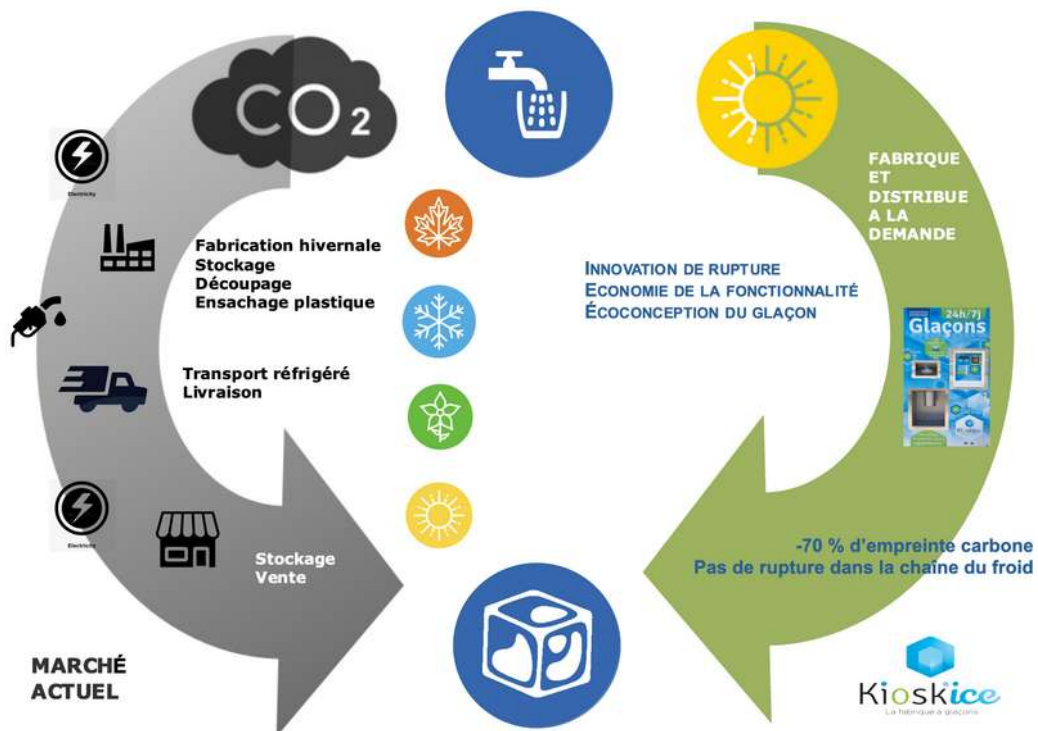 CO2
Electricity
Fabrication hivernale
Stockage
Découpage
Ensachage plastique
Transport réfrigéré
Livraison
Electricity
Stockage
Vente
MARCHÉ
ACTUEL
FABRIQUE
ET
DISTRIBUE
A LA
DEMANDE
INNOVATION DE RUPTURE
ECONOMIE DE LA FONCTIONNALITÉ
ÉCOCONCEPTION DU GLAÇON
24h/7j
Glaçons
-70 % d'empreinte carbone
Pas de rupture dans la chaîne du froid
Kioskice
La fabrique à glaçons